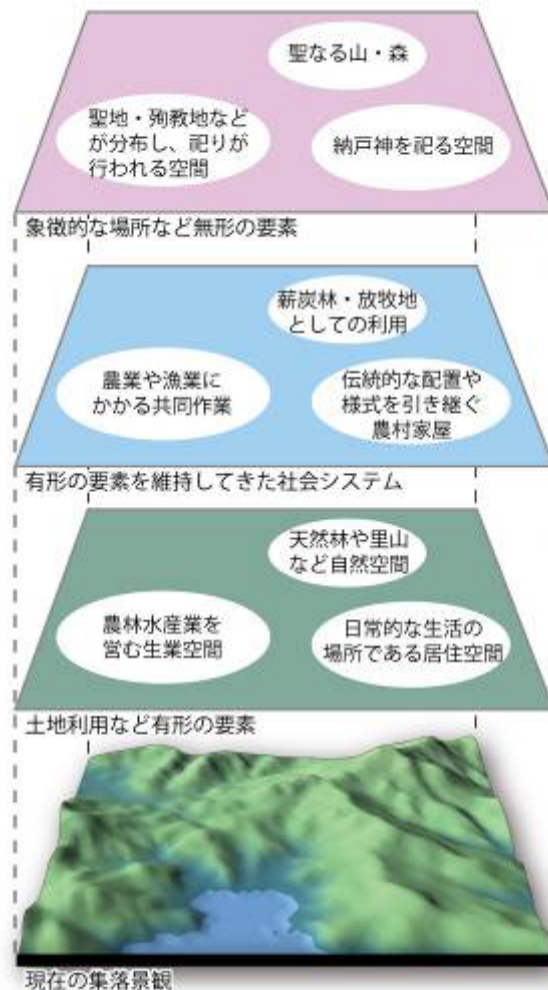 聖なる山・森
聖地・殉教地など
が分布し、祀りが
行われる空間
納戸神を祀る空間
象徴的な場所など無形の要素
薪炭林・放牧地
としての利用
農業や漁業に
かかる共同作業
伝統的な配置や
様式を引き継ぐ
農村家屋
有形の要素を維持してきた社会システム
天然林や里山
など自然空間
農林水産業を
営む生業空間
日常的な生活の
場所である居住空間
土地利用など有形の要素
現在の集落景観